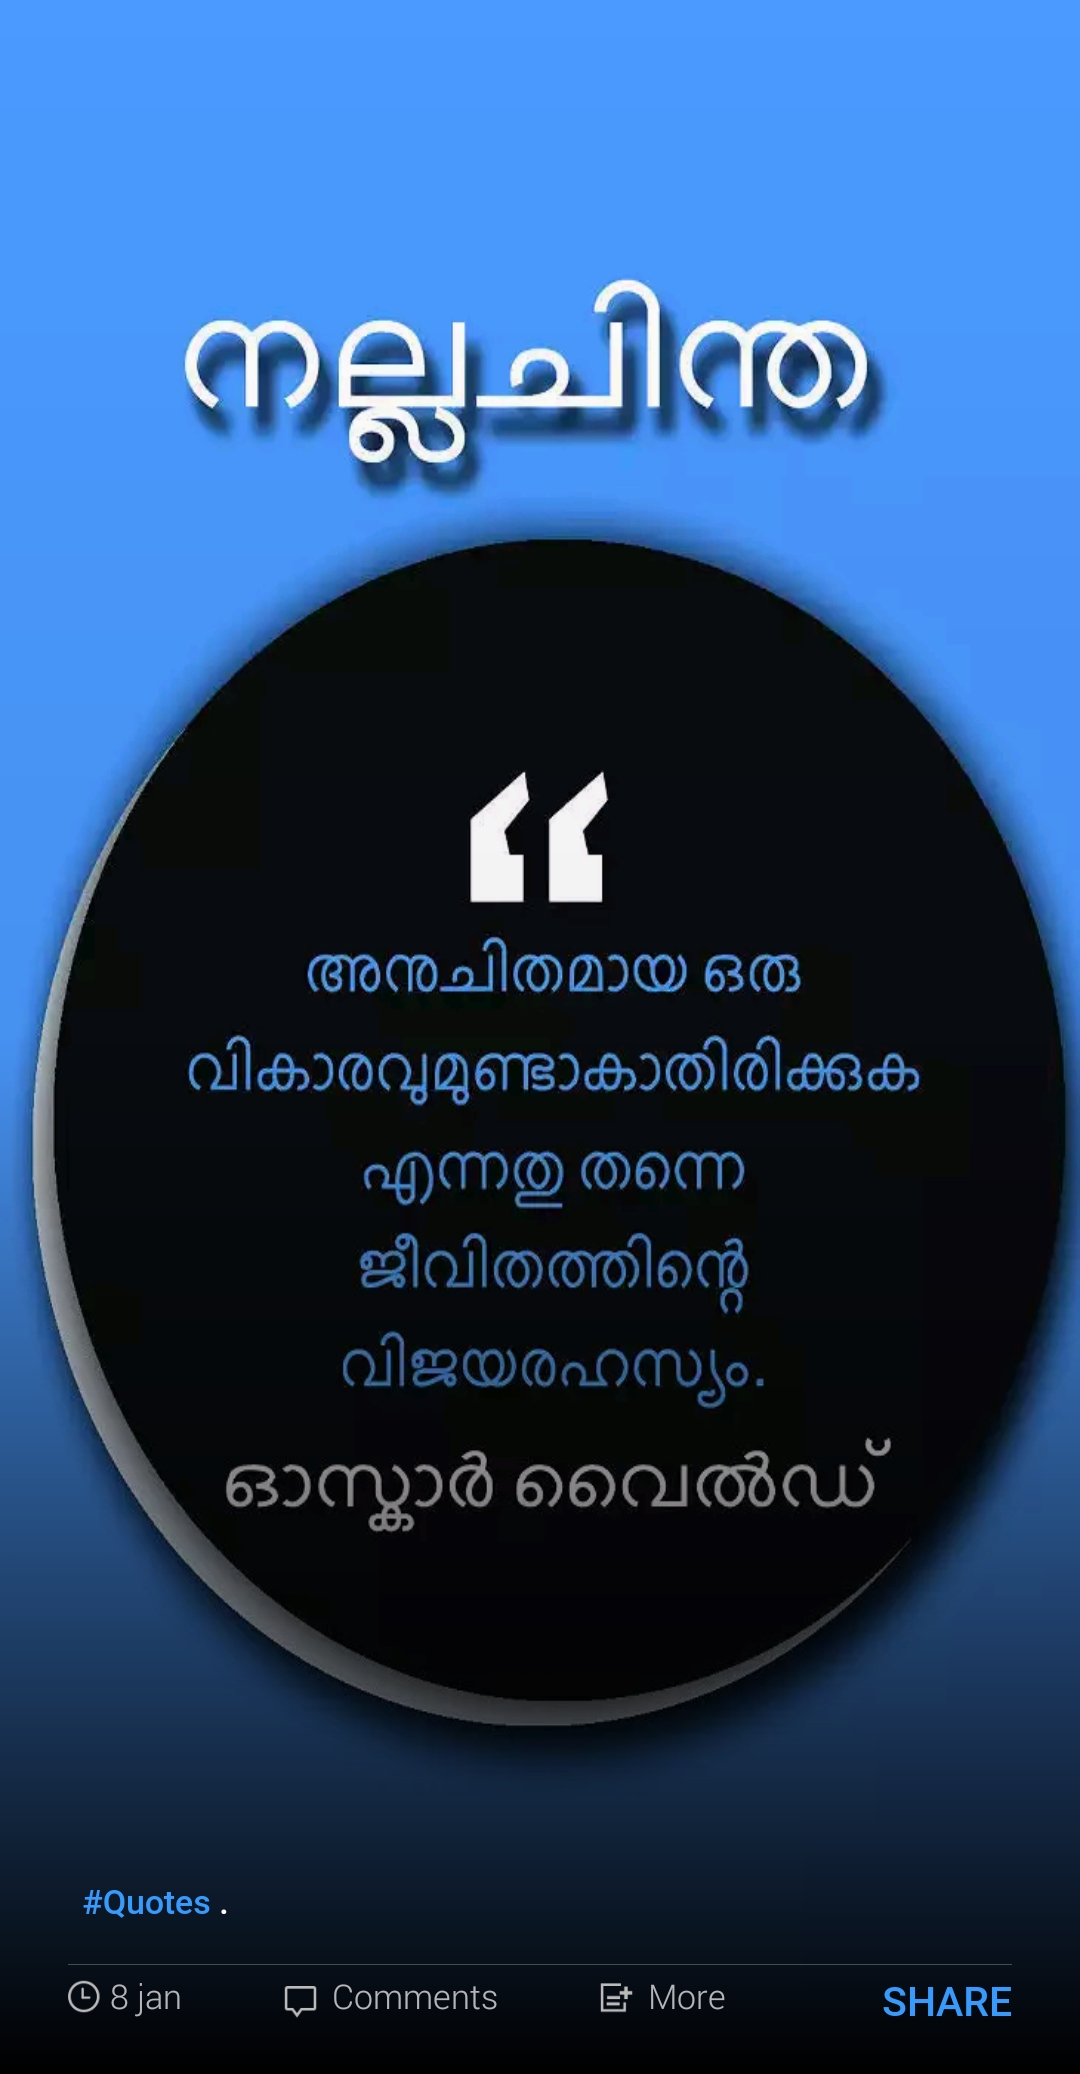 നല്ലചിന്ത
“
അനുചിതമായ ഒരു
വികാരവുമുണ്ടാകാതിരിക്കുക
എന്നതു തന്നെ
ജീവിതത്തിന്റെ
വിജയരഹസ്യം.
ഓസ്കാർ വൈൽഡ്
#Quotes .
8 jan Comments More SHARE